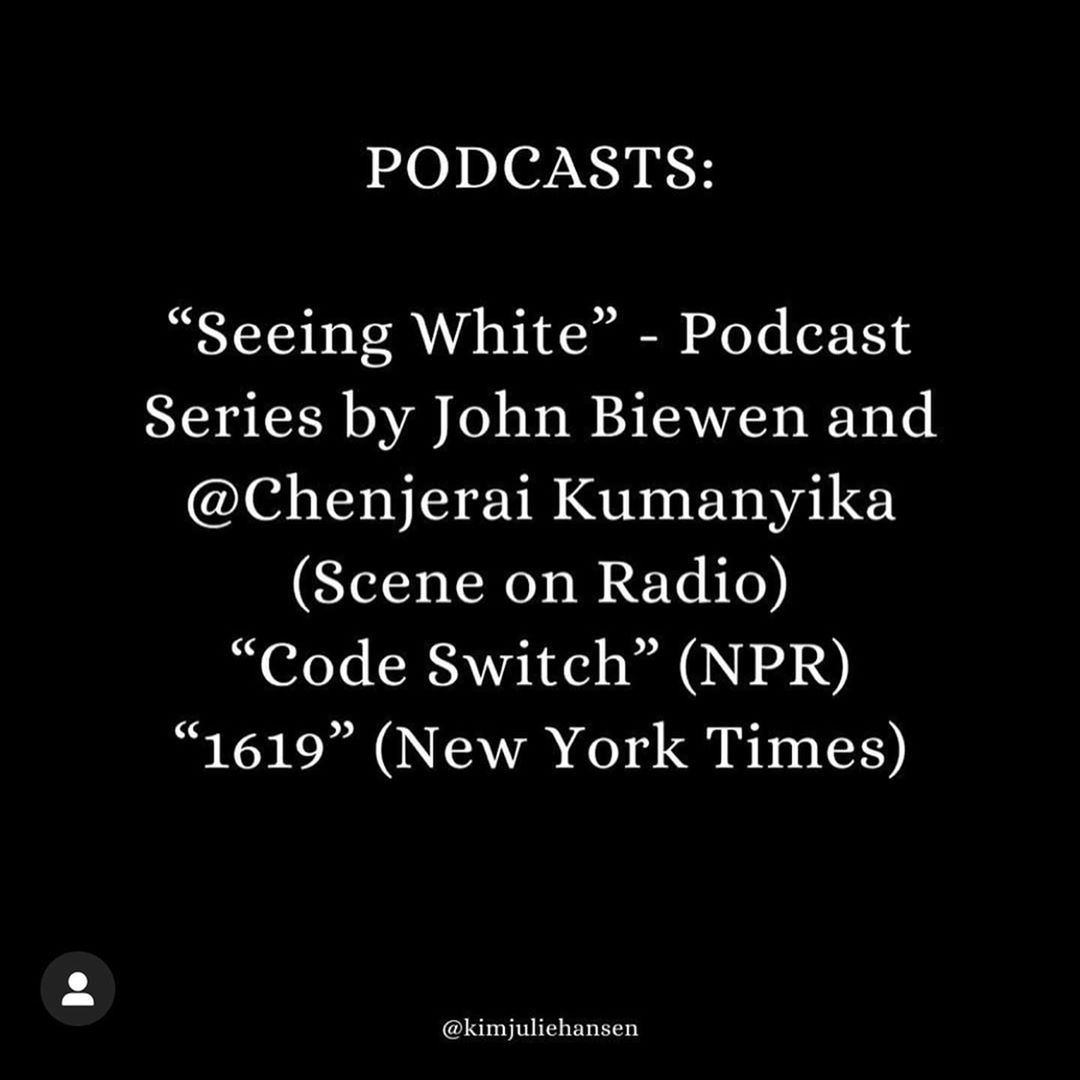 PODCASTS:
“Seeing White” - Podcast
Series by John Biewen and
@Chenjerai Kumanyika
(Scene on Radio)
“Code Switch” (NPR)
“1619” (New York Times)
@kimjuliehansen